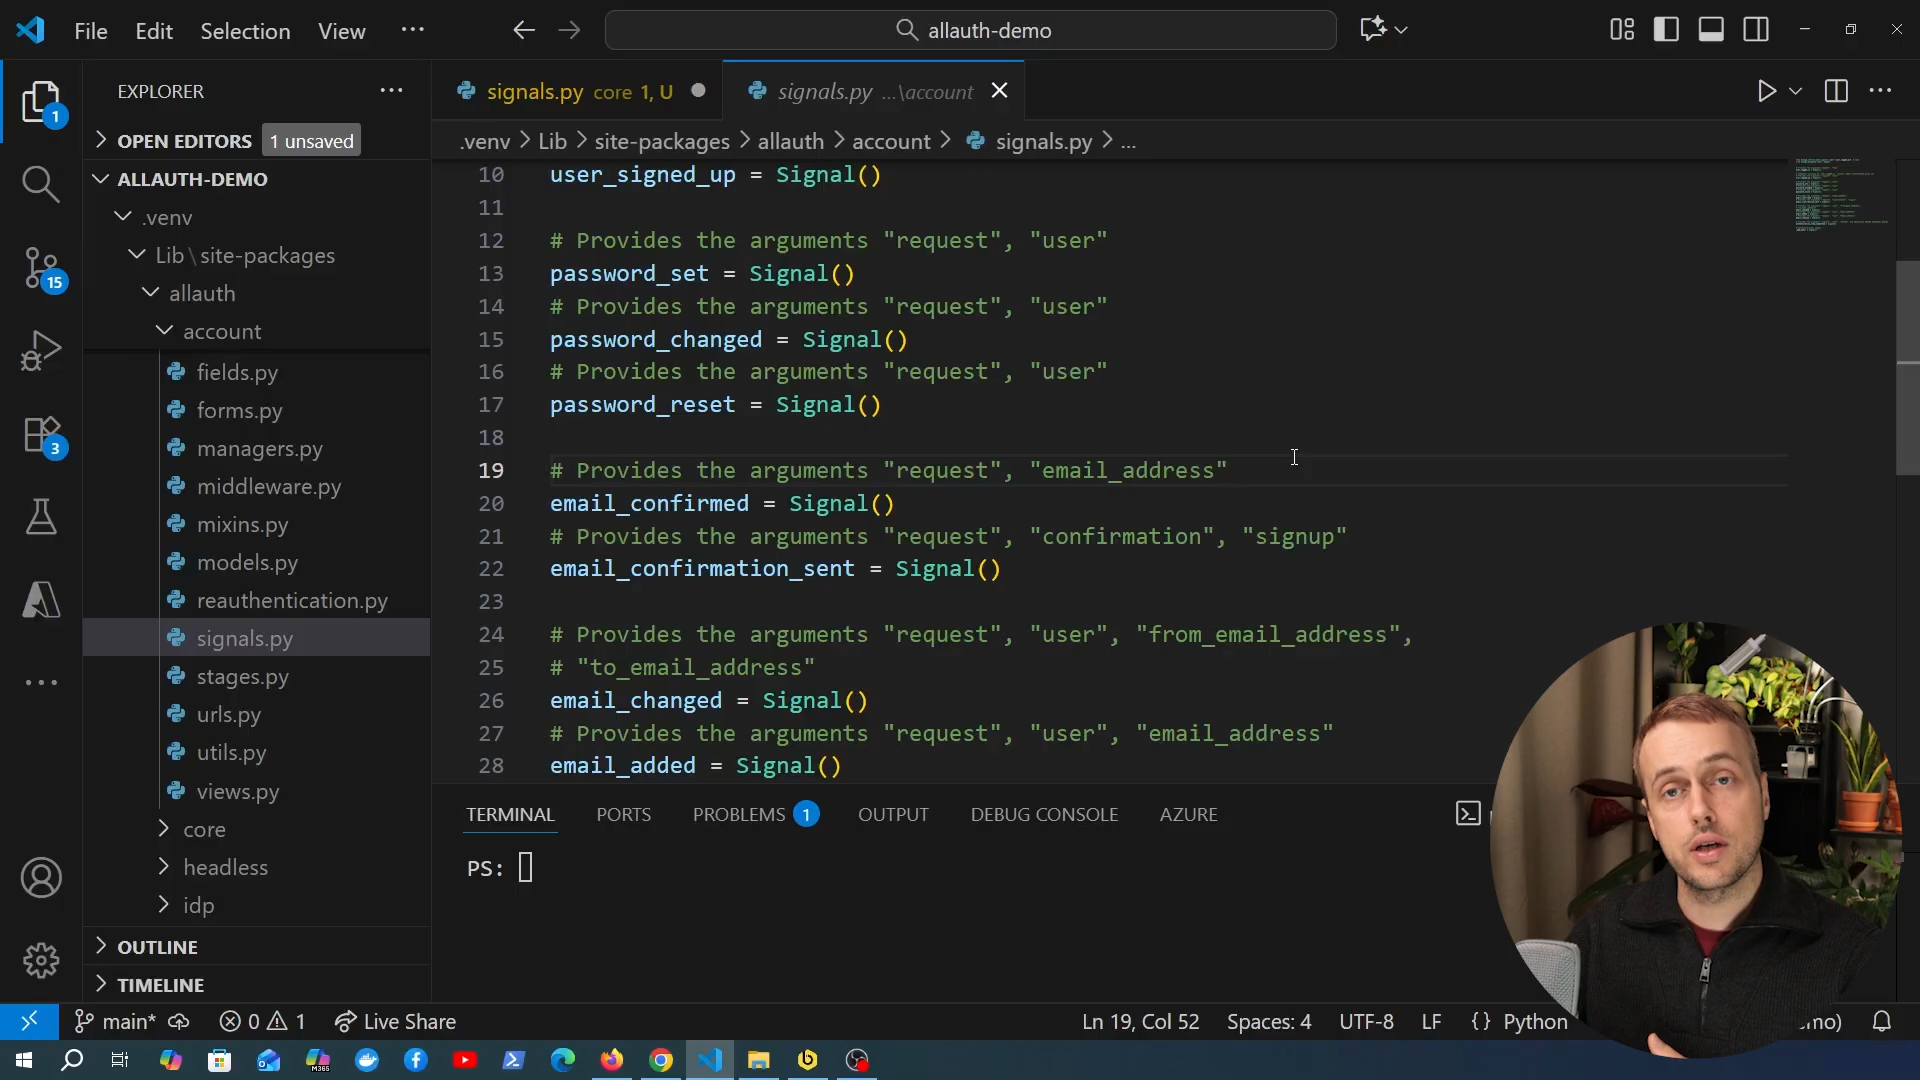 File Edit Selection View ...
allauth-demo
EXPLORER
OPEN EDITORS 1 unsaved
ALLAUTH-DEMO
.venv
Lib\site-packages
allauth
account
fields.py
forms.py
managers.py
middleware.py
mixins.py
models.py
reauthentication.py
signals.py
stages.py
urls.py
utils.py
views.py
core
headless
idp
OUTLINE
TIMELINE
1
15
3
signals.py core 1, U
signals.py ...\account
.venv > Lib > site-packages > allauth > account > signals.py > ...
10 user_signed_up = Signal()
11
12 # Provides the arguments "request", "user"
13 password_set = Signal()
14 # Provides the arguments "request", "user"
15 password_changed = Signal()
16 # Provides the arguments "request", "user"
17 password_reset = Signal()
18
19 # Provides the arguments "request", "email_address"
20 email_confirmed = Signal()
21 # Provides the arguments "request", "confirmation", "signup"
22 email_confirmation_sent = Signal()
23
24 # Provides the arguments "request", "user", "from_email_address",
25 # "to_email_address"
26 email_changed = Signal()
27 # Provides the arguments "request", "user", "email_address"
28 email_added = Signal()
TERMINAL PORTS PROBLEMS 1 OUTPUT DEBUG CONSOLE AZURE
PS:
main* 0 1 Live Share
Ln 19, Col 52 Spaces: 4 UTF-8 LF {} Python
M365